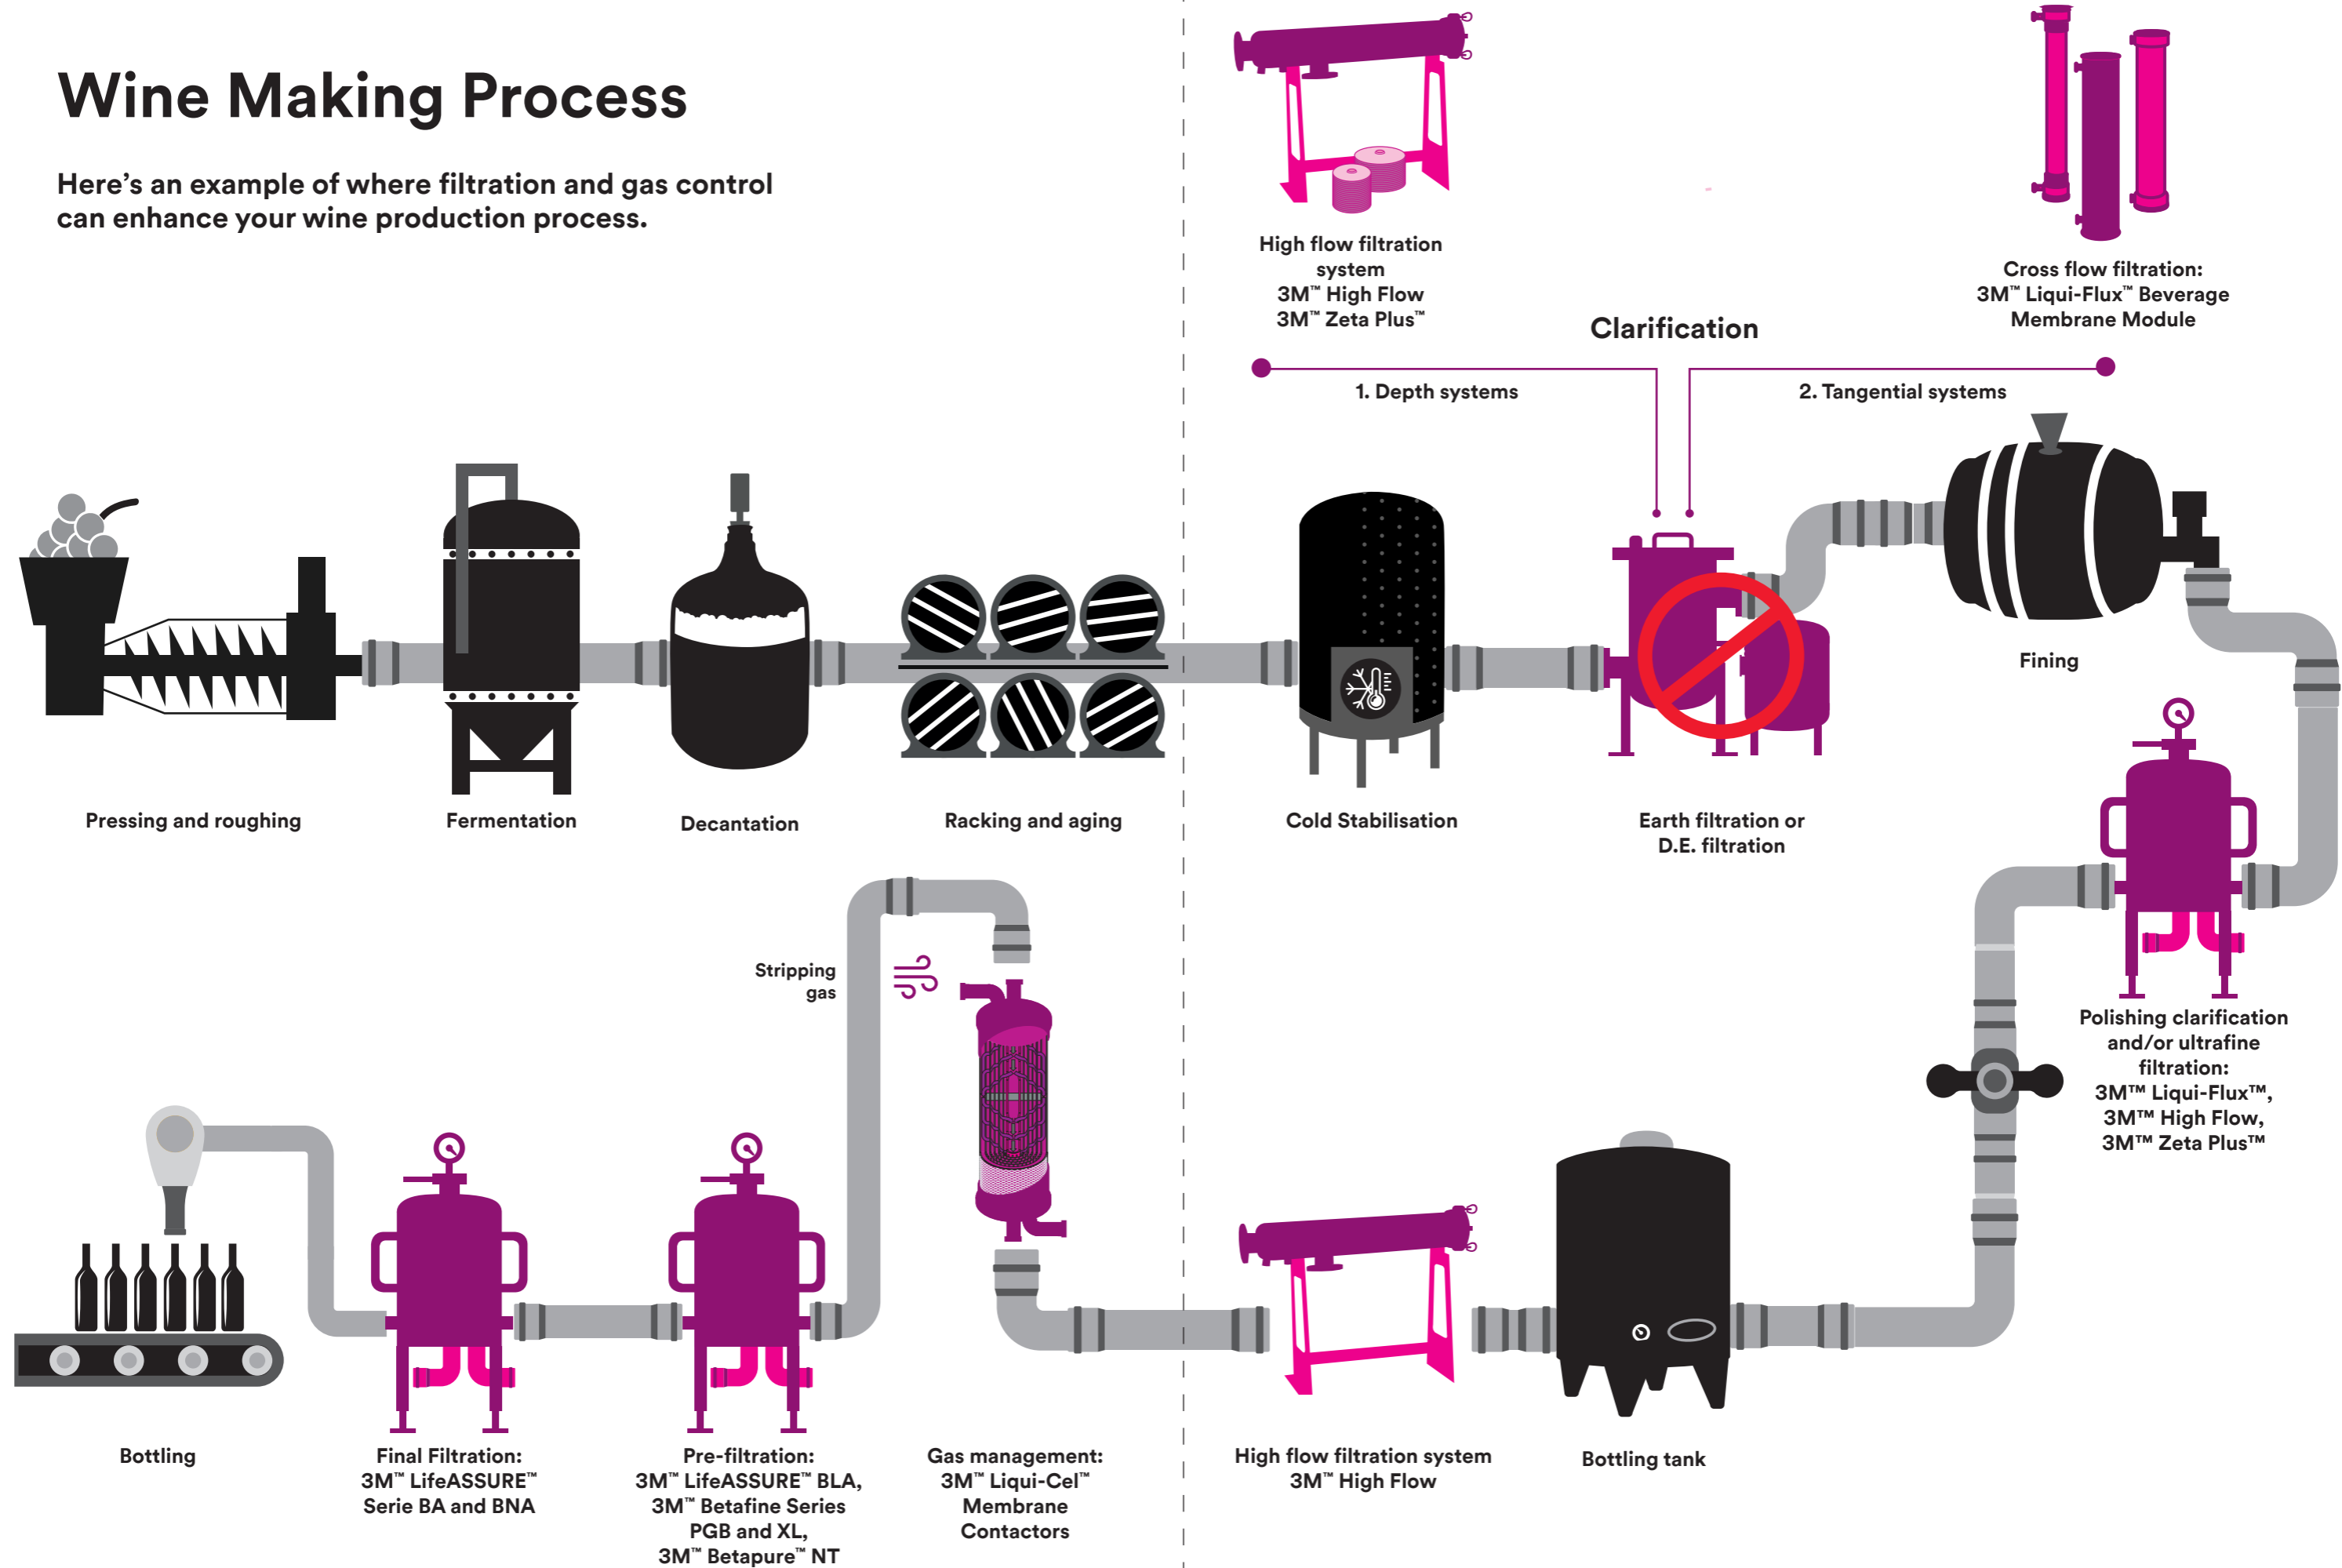 Wine Making Process
Here’s an example of where filtration and gas control
can enhance your wine production process.
High flow filtration
system
3M™ High Flow
3M™ Zeta Plus™
Cross flow filtration:
3M™ Liqui-Flux™ Beverage
Membrane Module
Clarification
1. Depth systems
2. Tangential systems
Pressing and roughing
Fermentation
Decantation
Racking and aging
Cold Stabilisation
Earth filtration or
D.E. filtration
Fining
Polishing clarification
and/or ultrafine
filtration:
3M™ Liqui-Flux™,
3M™ High Flow,
3M™ Zeta Plus™
Stripping
gas
Bottling
Final Filtration:
3M™ LifeASSURE™
Serie BA and BNA
Pre-filtration:
3M™ LifeASSURE™ BLA,
3M™ Betafine Series
PGB and XL,
3M™ Betapure™ NT
Gas management:
3M™ Liqui-Cel™
Membrane
Contactors
High flow filtration system
3M™ High Flow
Bottling tank